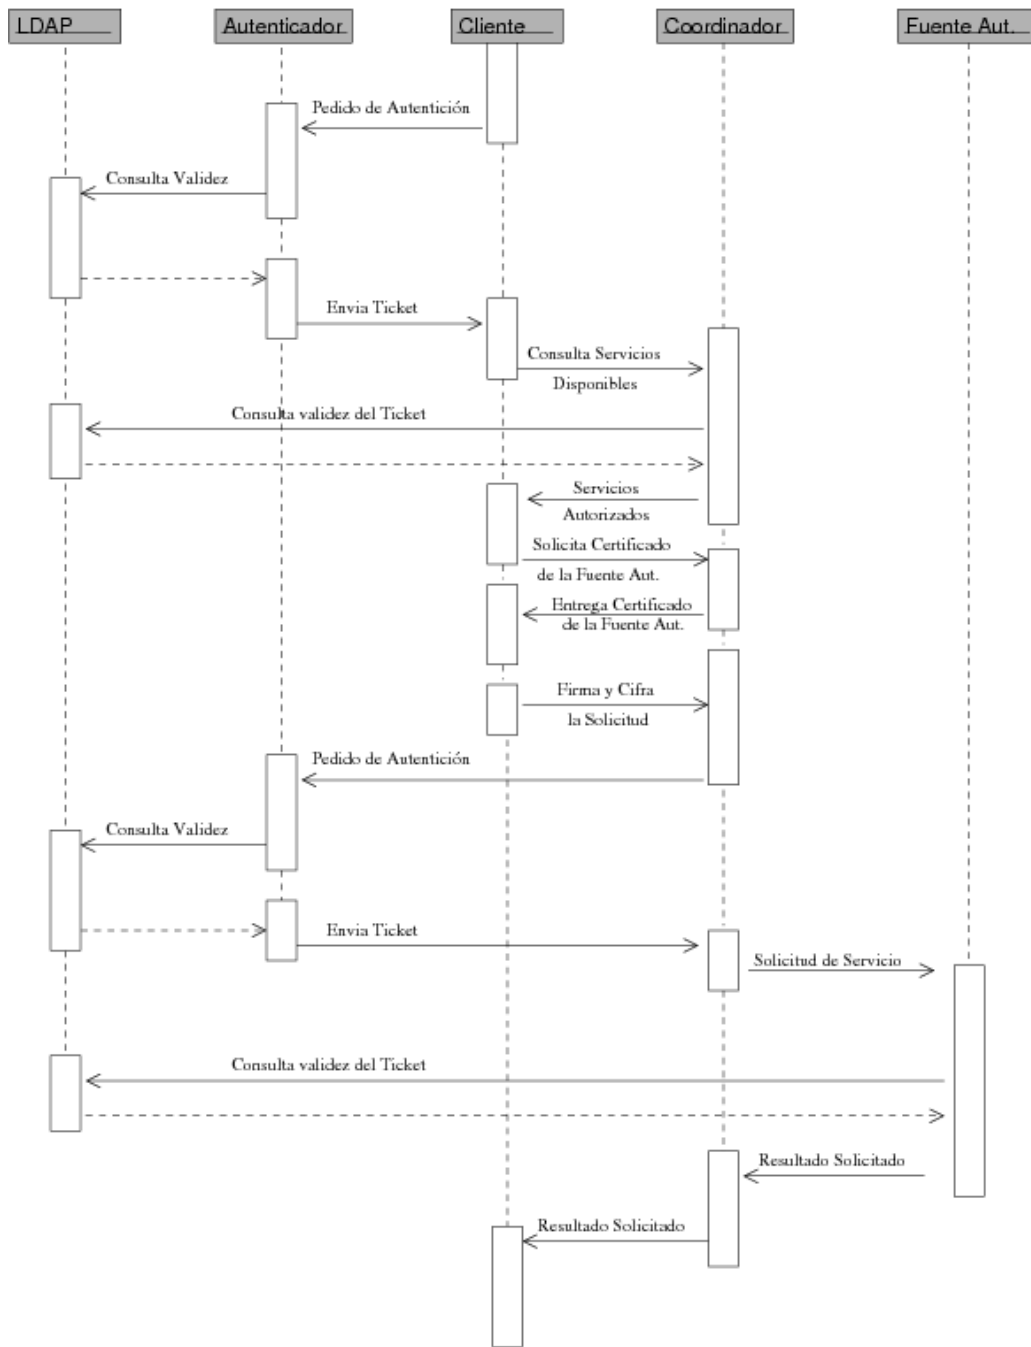 LDAP
Autenticador
Cliente
Coordinador
Fuente Aut.
Pedido de Autentición
Consulta Validez
Envia Ticket
Consulta Servicios
Disponibles
Consulta validez del Ticket
Servicios
Autorizados
Solicita Certificado
de la Fuente Aut.
Entrega Certificado
de la Fuente Aut.
Firma y Cifra
la Solicitud
Pedido de Autentición
Consulta Validez
Envia Ticket
Solicitud de Servicio
Consulta validez del Ticket
Resultado Solicitado
Resultado Solicitado